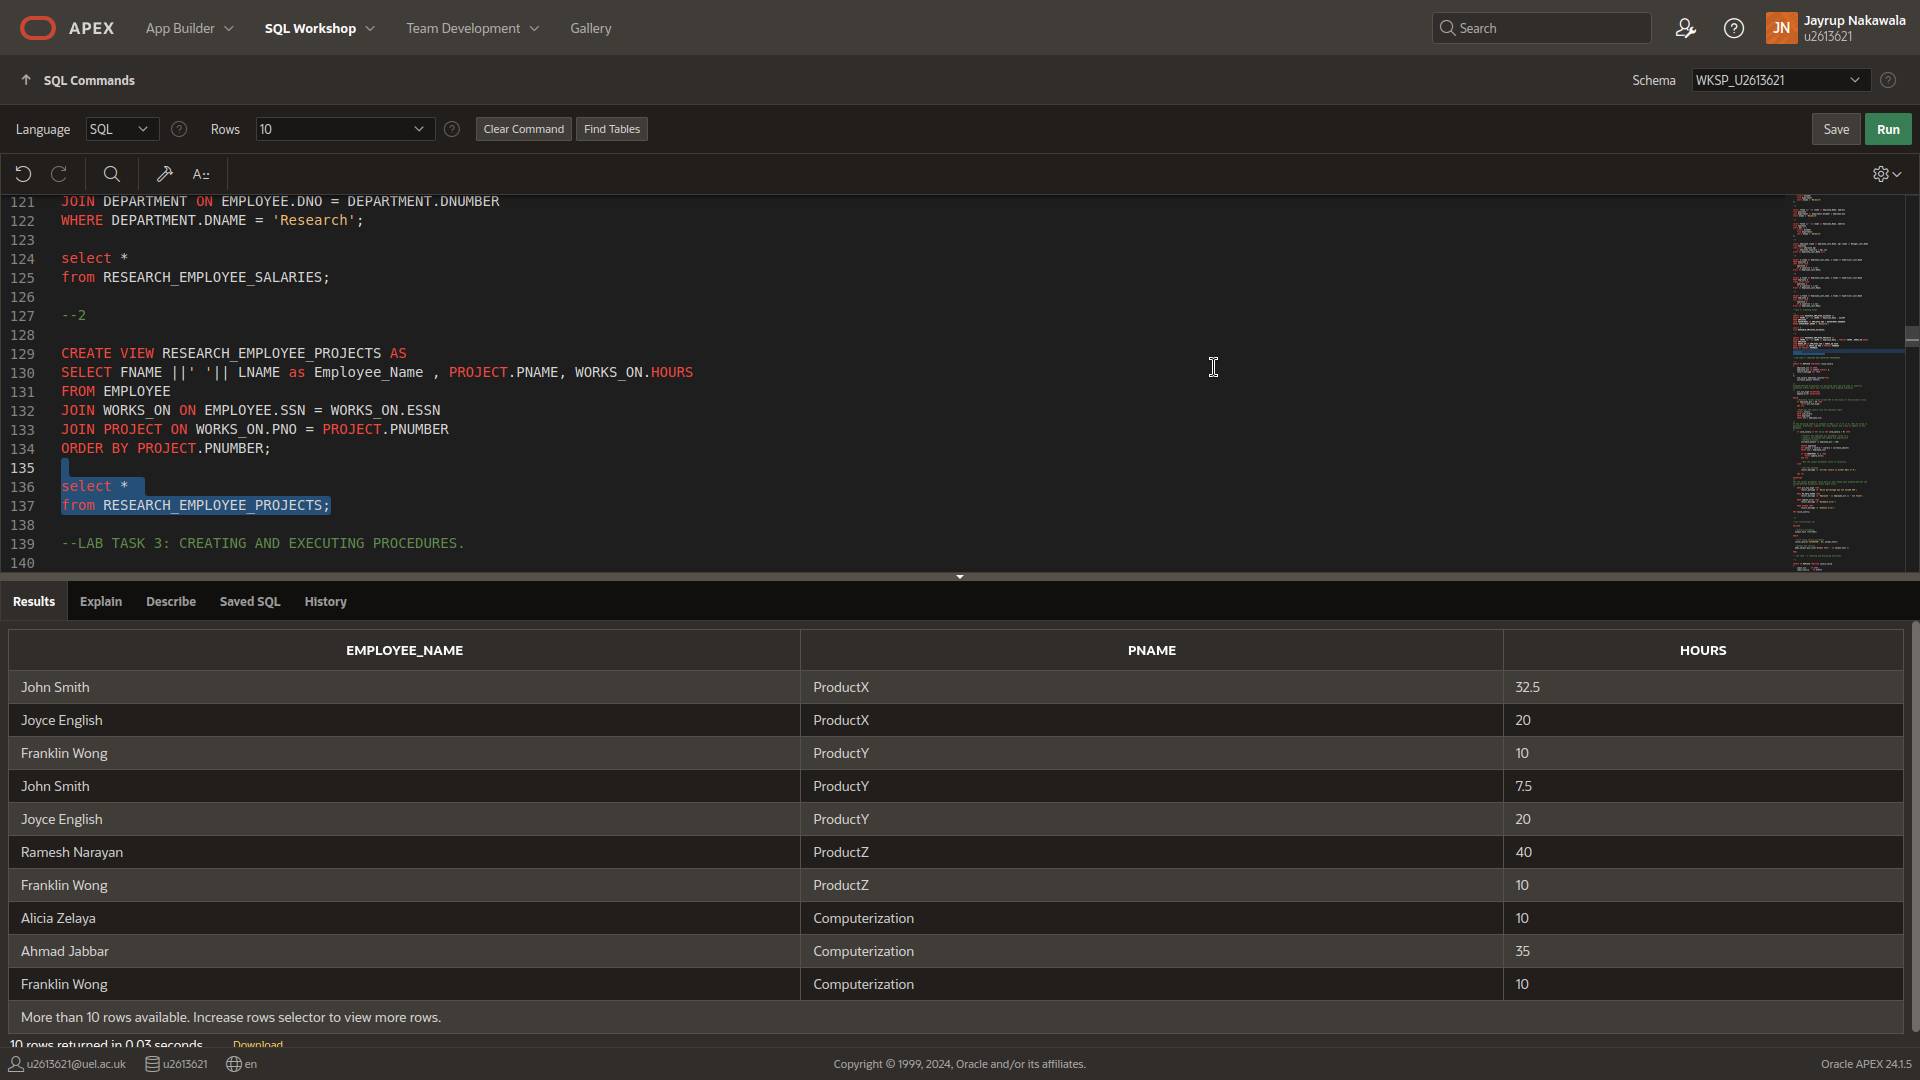 APEX App Builder SQL Workshop Team Development Gallery Search Jayrup Nakawala
u2613621
SQL Commands Schema WKSP_U2613621
Language SQL Rows 10 Clear Command Find Tables Save Run
121 JOIN DEPARTMENT ON EMPLOYEE.DNO = DEPARTMENT.DNUMBER
122 WHERE DEPARTMENT.DNAME = 'Research';
123
124 select *
125 from RESEARCH_EMPLOYEE_SALARIES;
126
127 --2
128
129 CREATE VIEW RESEARCH_EMPLOYEE_PROJECTS AS
130 SELECT FNAME ||' '|| LNAME as Employee_Name , PROJECT.PNAME, WORKS_ON.HOURS
131 FROM EMPLOYEE
132 JOIN WORKS_ON ON EMPLOYEE.SSN = WORKS_ON.ESSN
133 JOIN PROJECT ON WORKS_ON.PNO = PROJECT.PNUMBER
134 ORDER BY PROJECT.PNUMBER;
135
136 select *
137 from RESEARCH_EMPLOYEE_PROJECTS;
138
139 --LAB TASK 3: CREATING AND EXECUTING PROCEDURES.
140
Results Explain Describe Saved SQL History
EMPLOYEE_NAME PNAME HOURS
John Smith ProductX 32.5
Joyce English ProductX 20
Franklin Wong ProductY 10
John Smith ProductY 7.5
Joyce English ProductY 20
Ramesh Narayan ProductZ 40
Franklin Wong ProductZ 10
Alicia Zelaya Computerization 10
Ahmad Jabbar Computerization 35
Franklin Wong Computerization 10
More than 10 rows available. Increase rows selector to view more rows.
10 rows returned in 0.03 seconds Download
u2613621@uel.ac.uk u2613621 en Copyright © 1999, 2024, Oracle and/or its affiliates. Oracle APEX 24.1.5